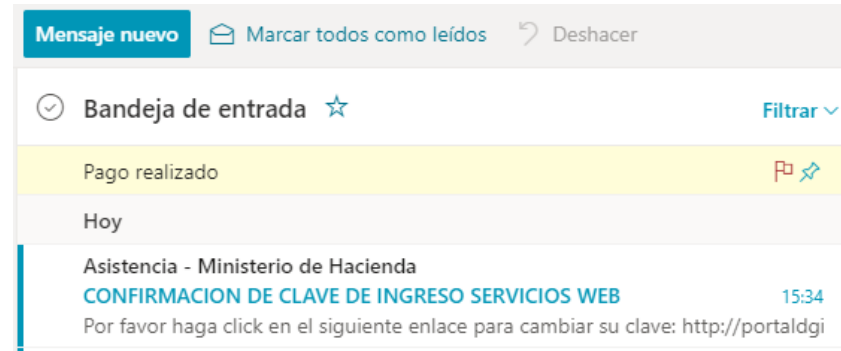 Mensaje nuevo Marcar todos como leídos Deshacer
Bandeja de entrada Filtrar
Pago realizado
Hoy
Asistencia - Ministerio de Hacienda
CONFIRMACION DE CLAVE DE INGRESO SERVICIOS WEB 15:34
Por favor haga click en el siguiente enlace para cambiar su clave: http://portaldgi